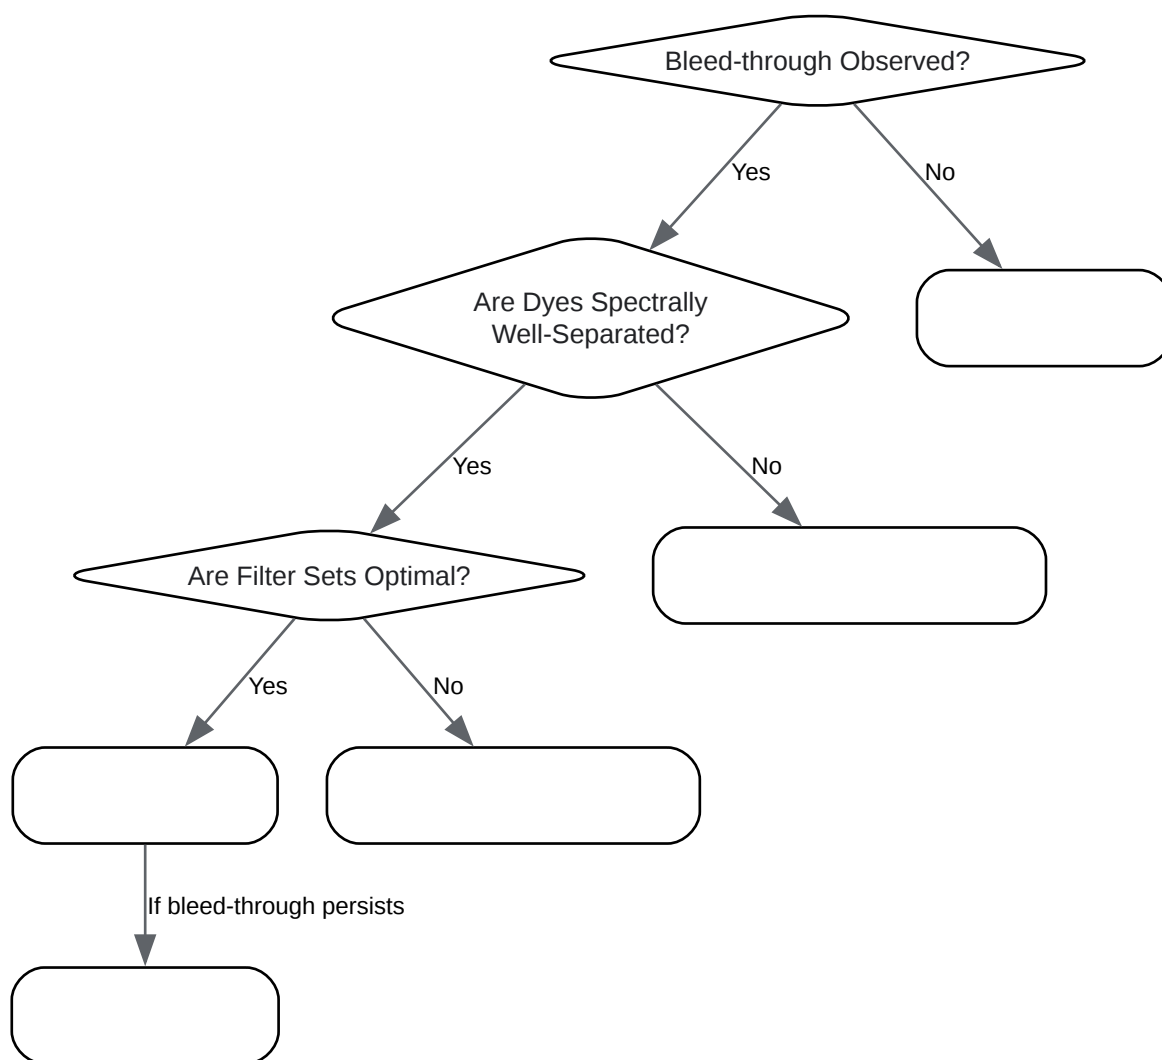 Bleed-through Observed?
Yes
No
Are Dyes Spectrally
Well-Separated?
Yes
No
Are Filter Sets Optimal?
Yes
No
If bleed-through persists